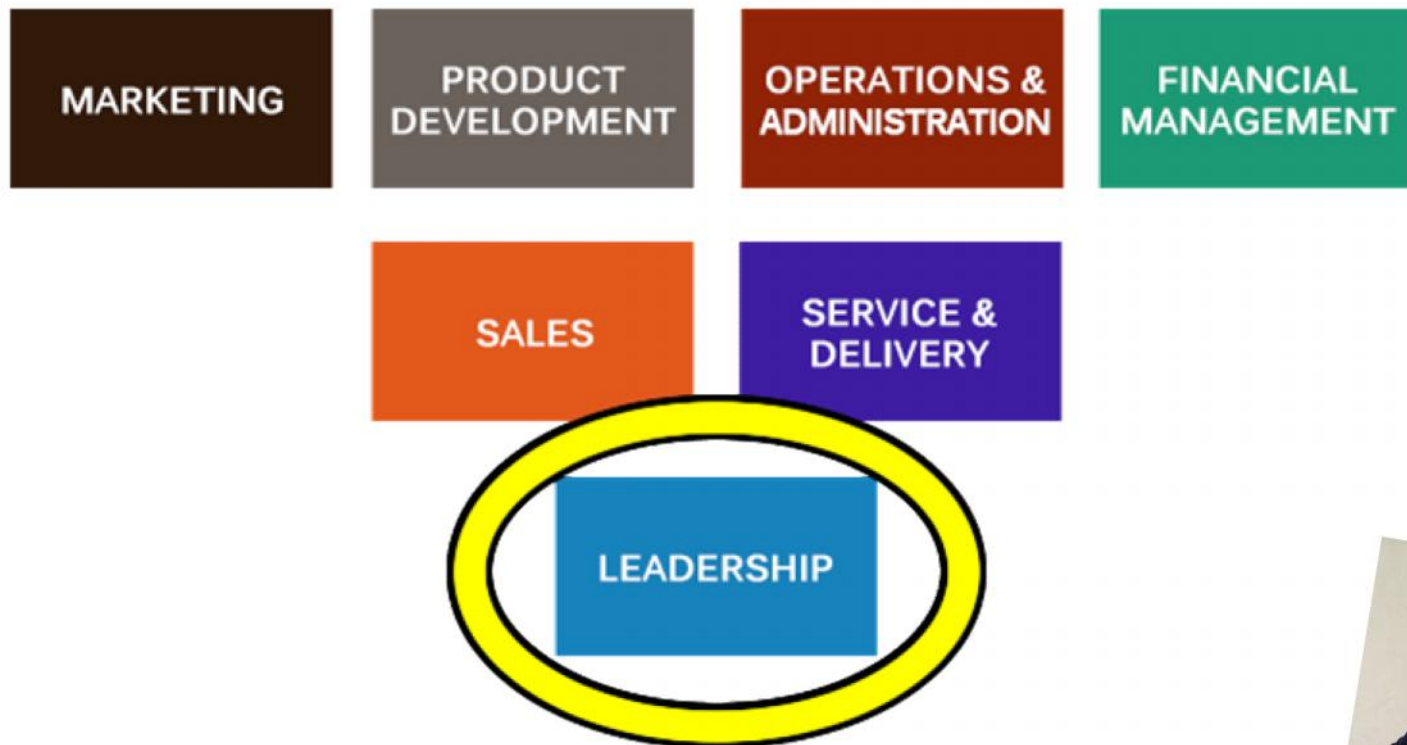 MARKETING
PRODUCT
DEVELOPMENT
OPERATIONS &
ADMINISTRATION
FINANCIAL
MANAGEMENT
SALES
SERVICE &
DELIVERY
LEADERSHIP